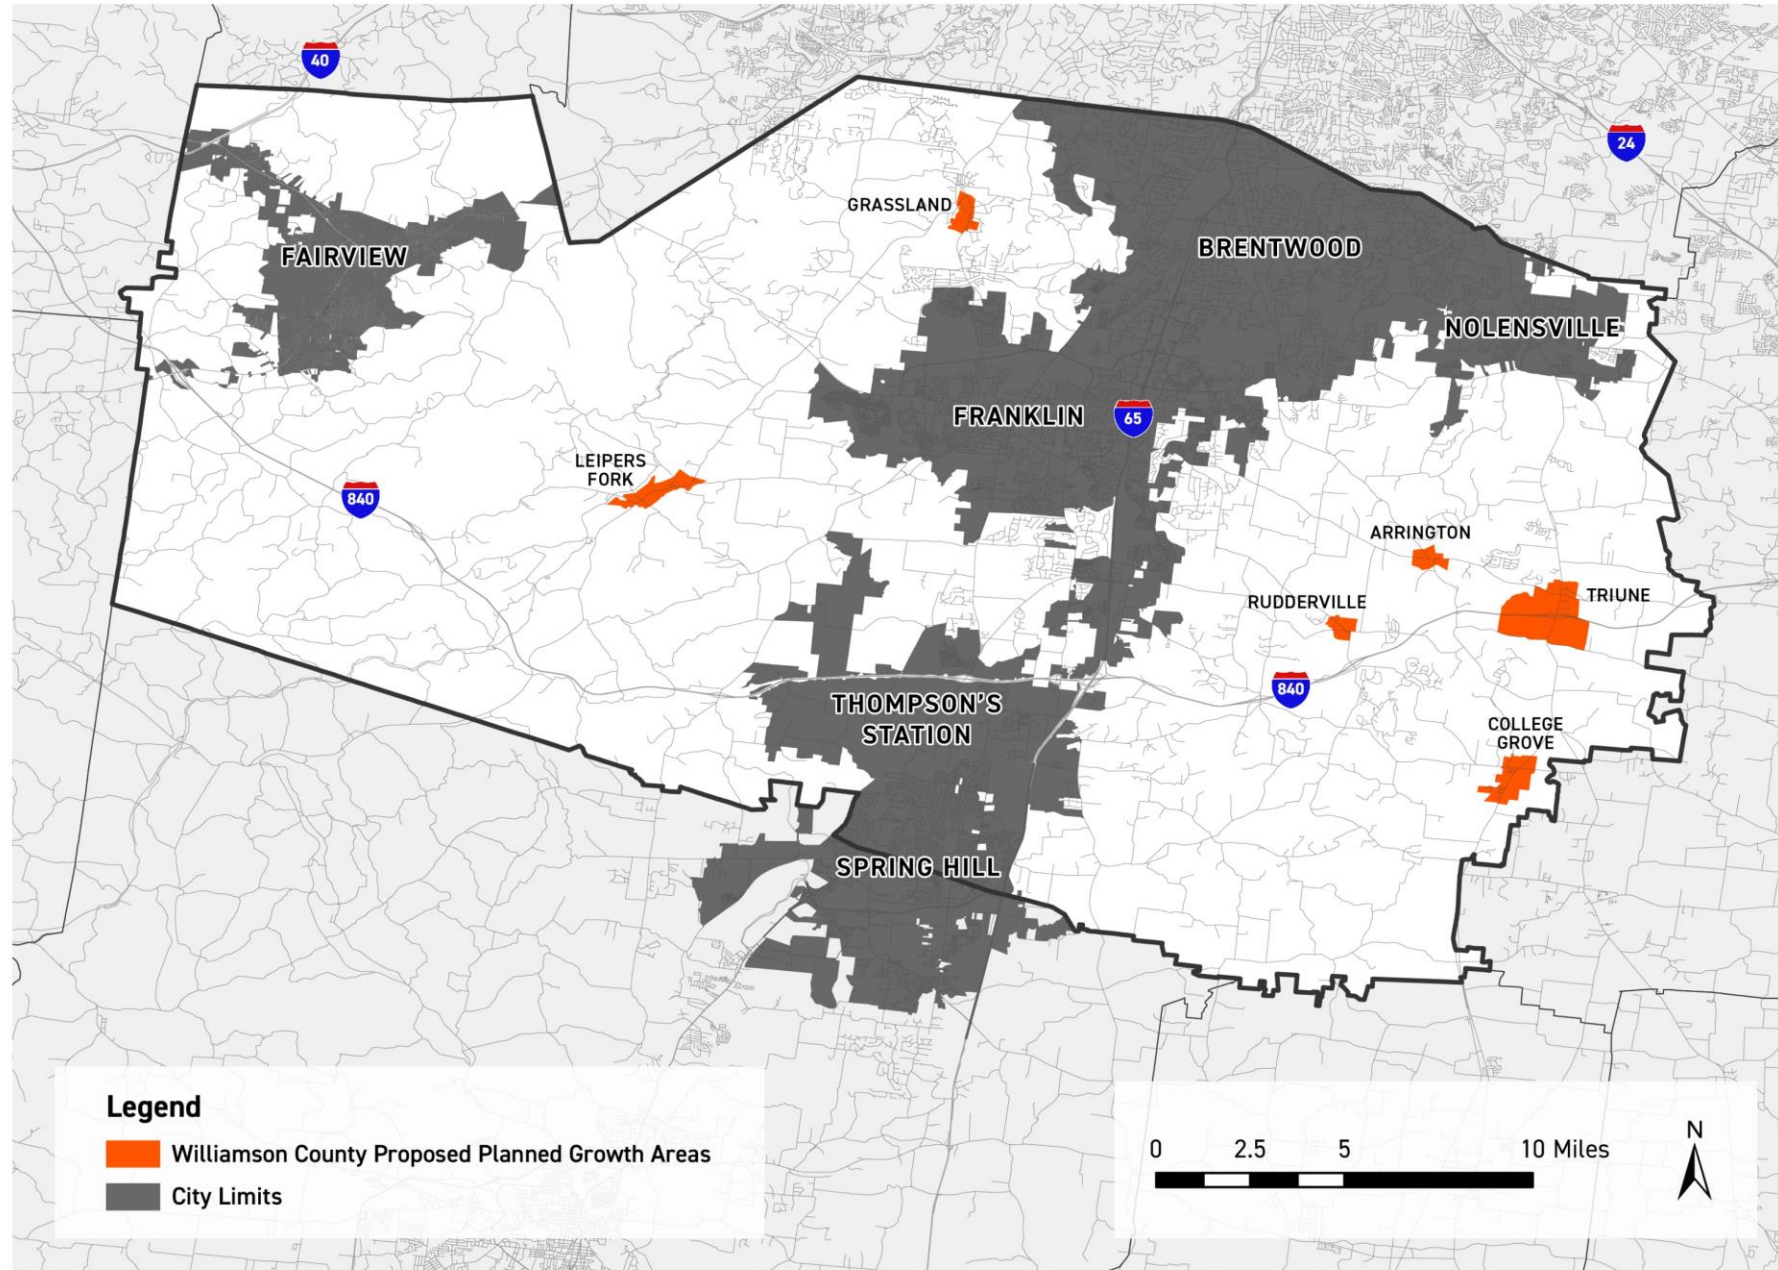 40
24
GRASSLAND
FAIRVIEW
BRENTWOOD
NOLENSVILLE
FRANKLIN
65
LEIPERS
FORK
840
ARRINGTON
TRIUNE
RUDDERVILLE
840
THOMPSON'S
STATION
COLLEGE
GROVE
SPRING HILL
Legend
Williamson County Proposed Planned Growth Areas
City Limits
0 2.5 5 10 Miles
N